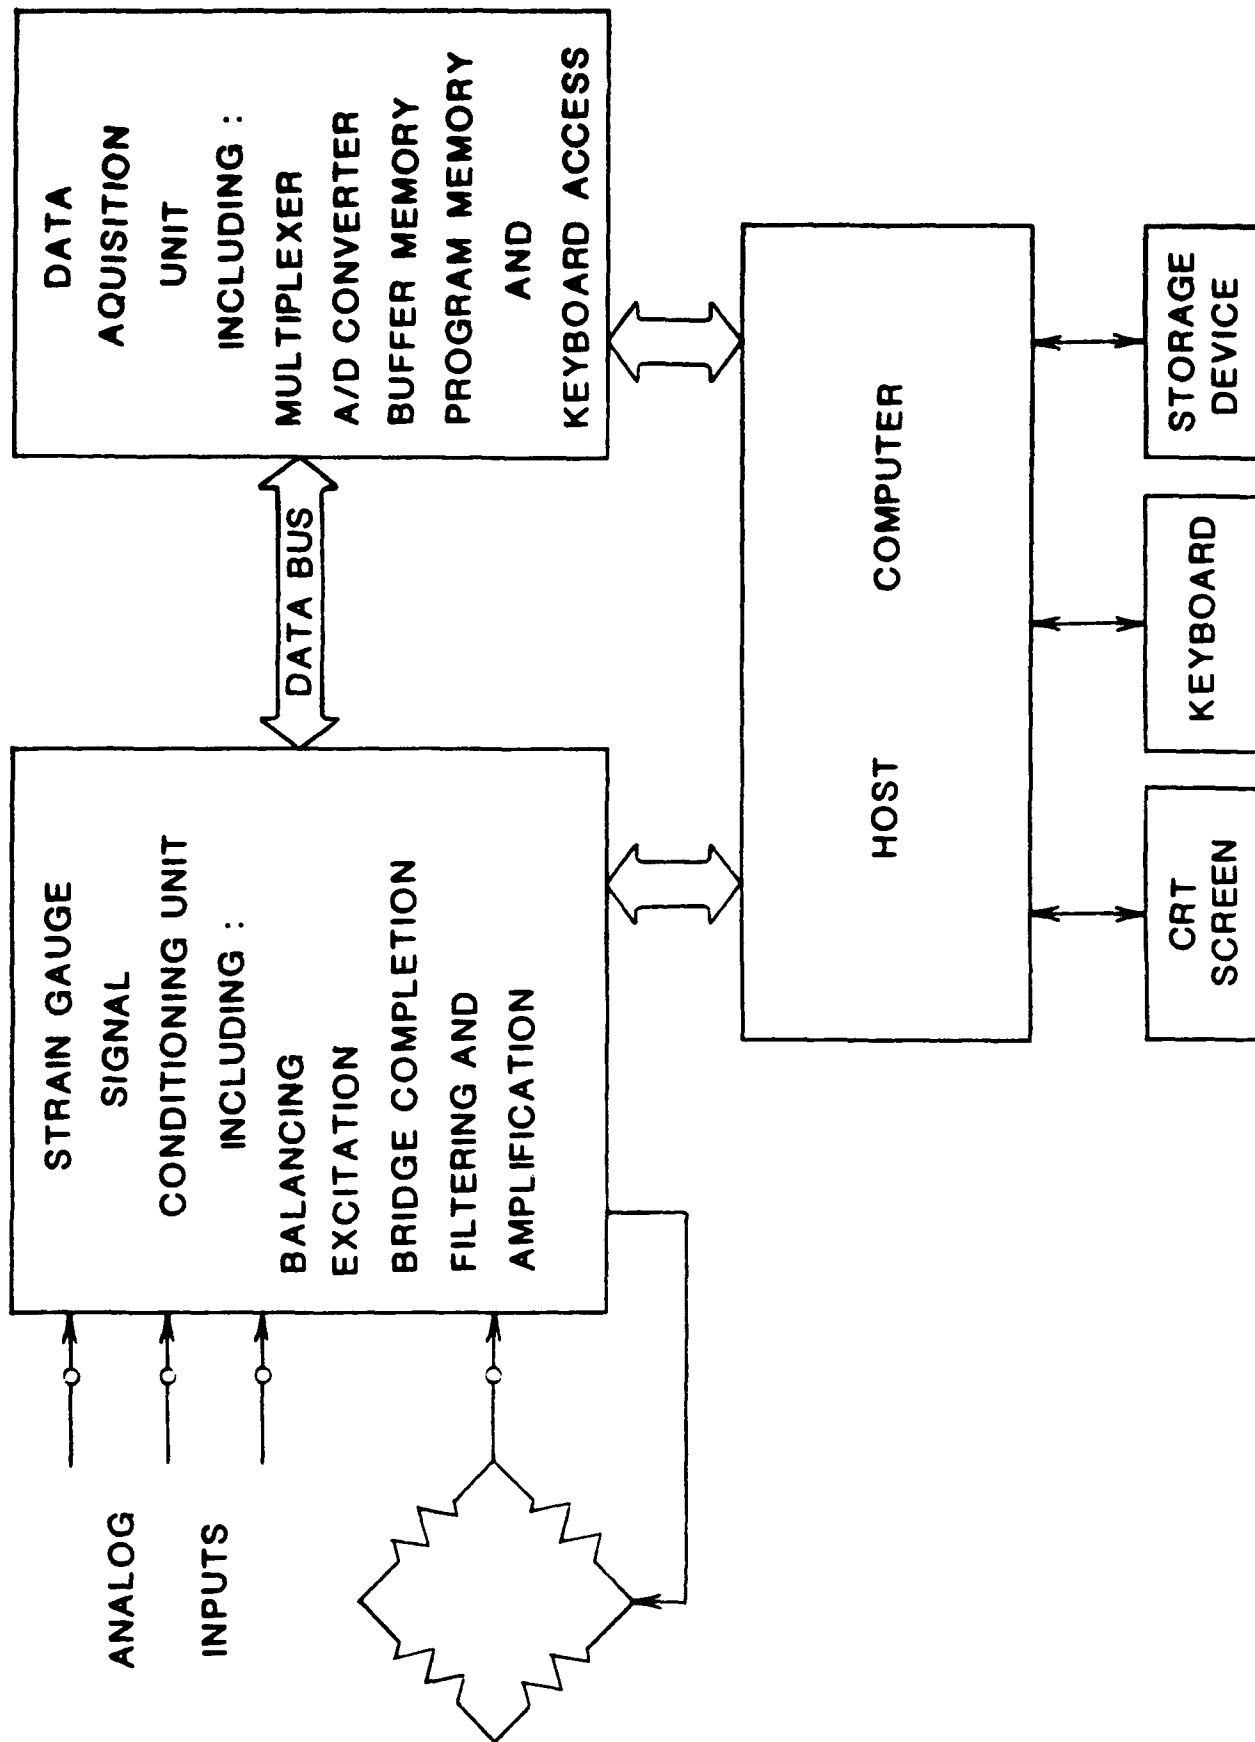 ANALOG
INPUTS
STRAIN GAUGE
SIGNAL
CONDITIONING UNIT
INCLUDING :
BALANCING
EXCITATION
BRIDGE COMPLETION
FILTERING AND
AMPLIFICATION
DATA BUS
DATA
AQUISITION
UNIT
INCLUDING :
MULTIPLEXER
A/D CONVERTER
BUFFER MEMORY
PROGRAM MEMORY
AND
KEYBOARD ACCESS
HOST COMPUTER
CRT
SCREEN
KEYBOARD
STORAGE
DEVICE